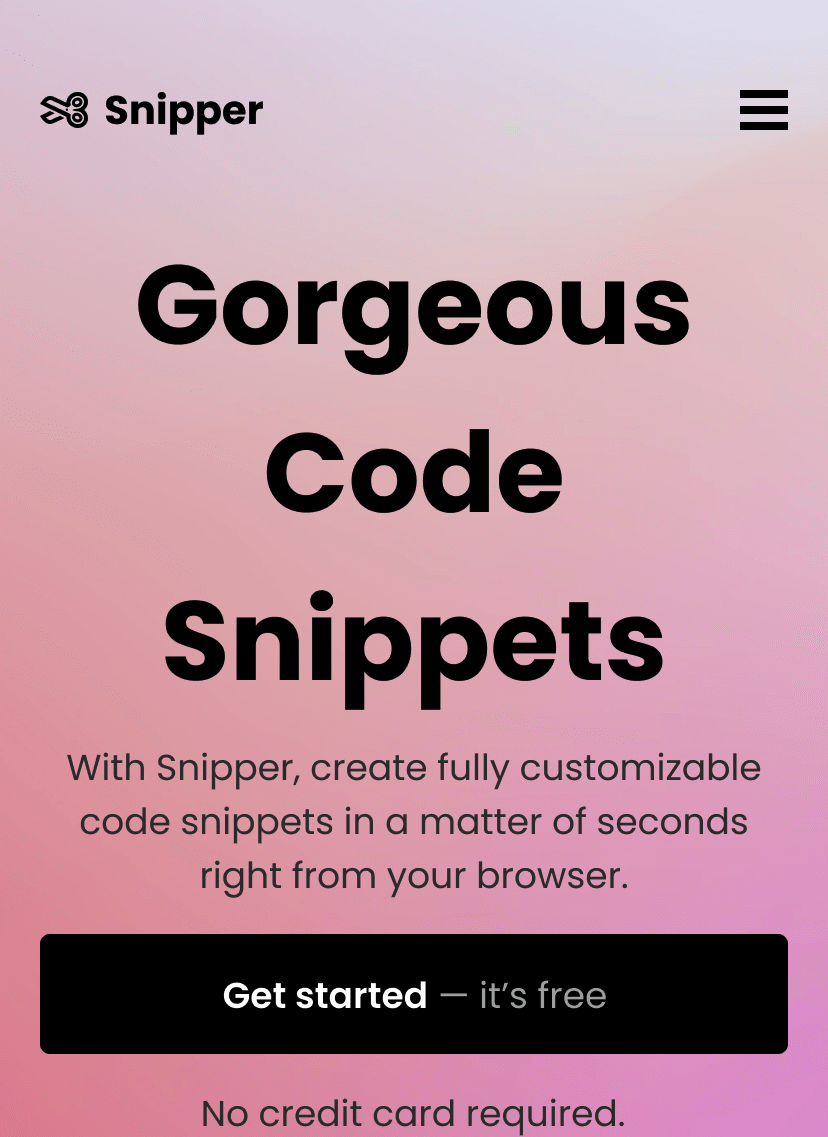 Snipper
Gorgeous
Code
Snippets
With Snipper, create fully customizable
code snippets in a matter of seconds
right from your browser.
Get started — it’s free
No credit card required.